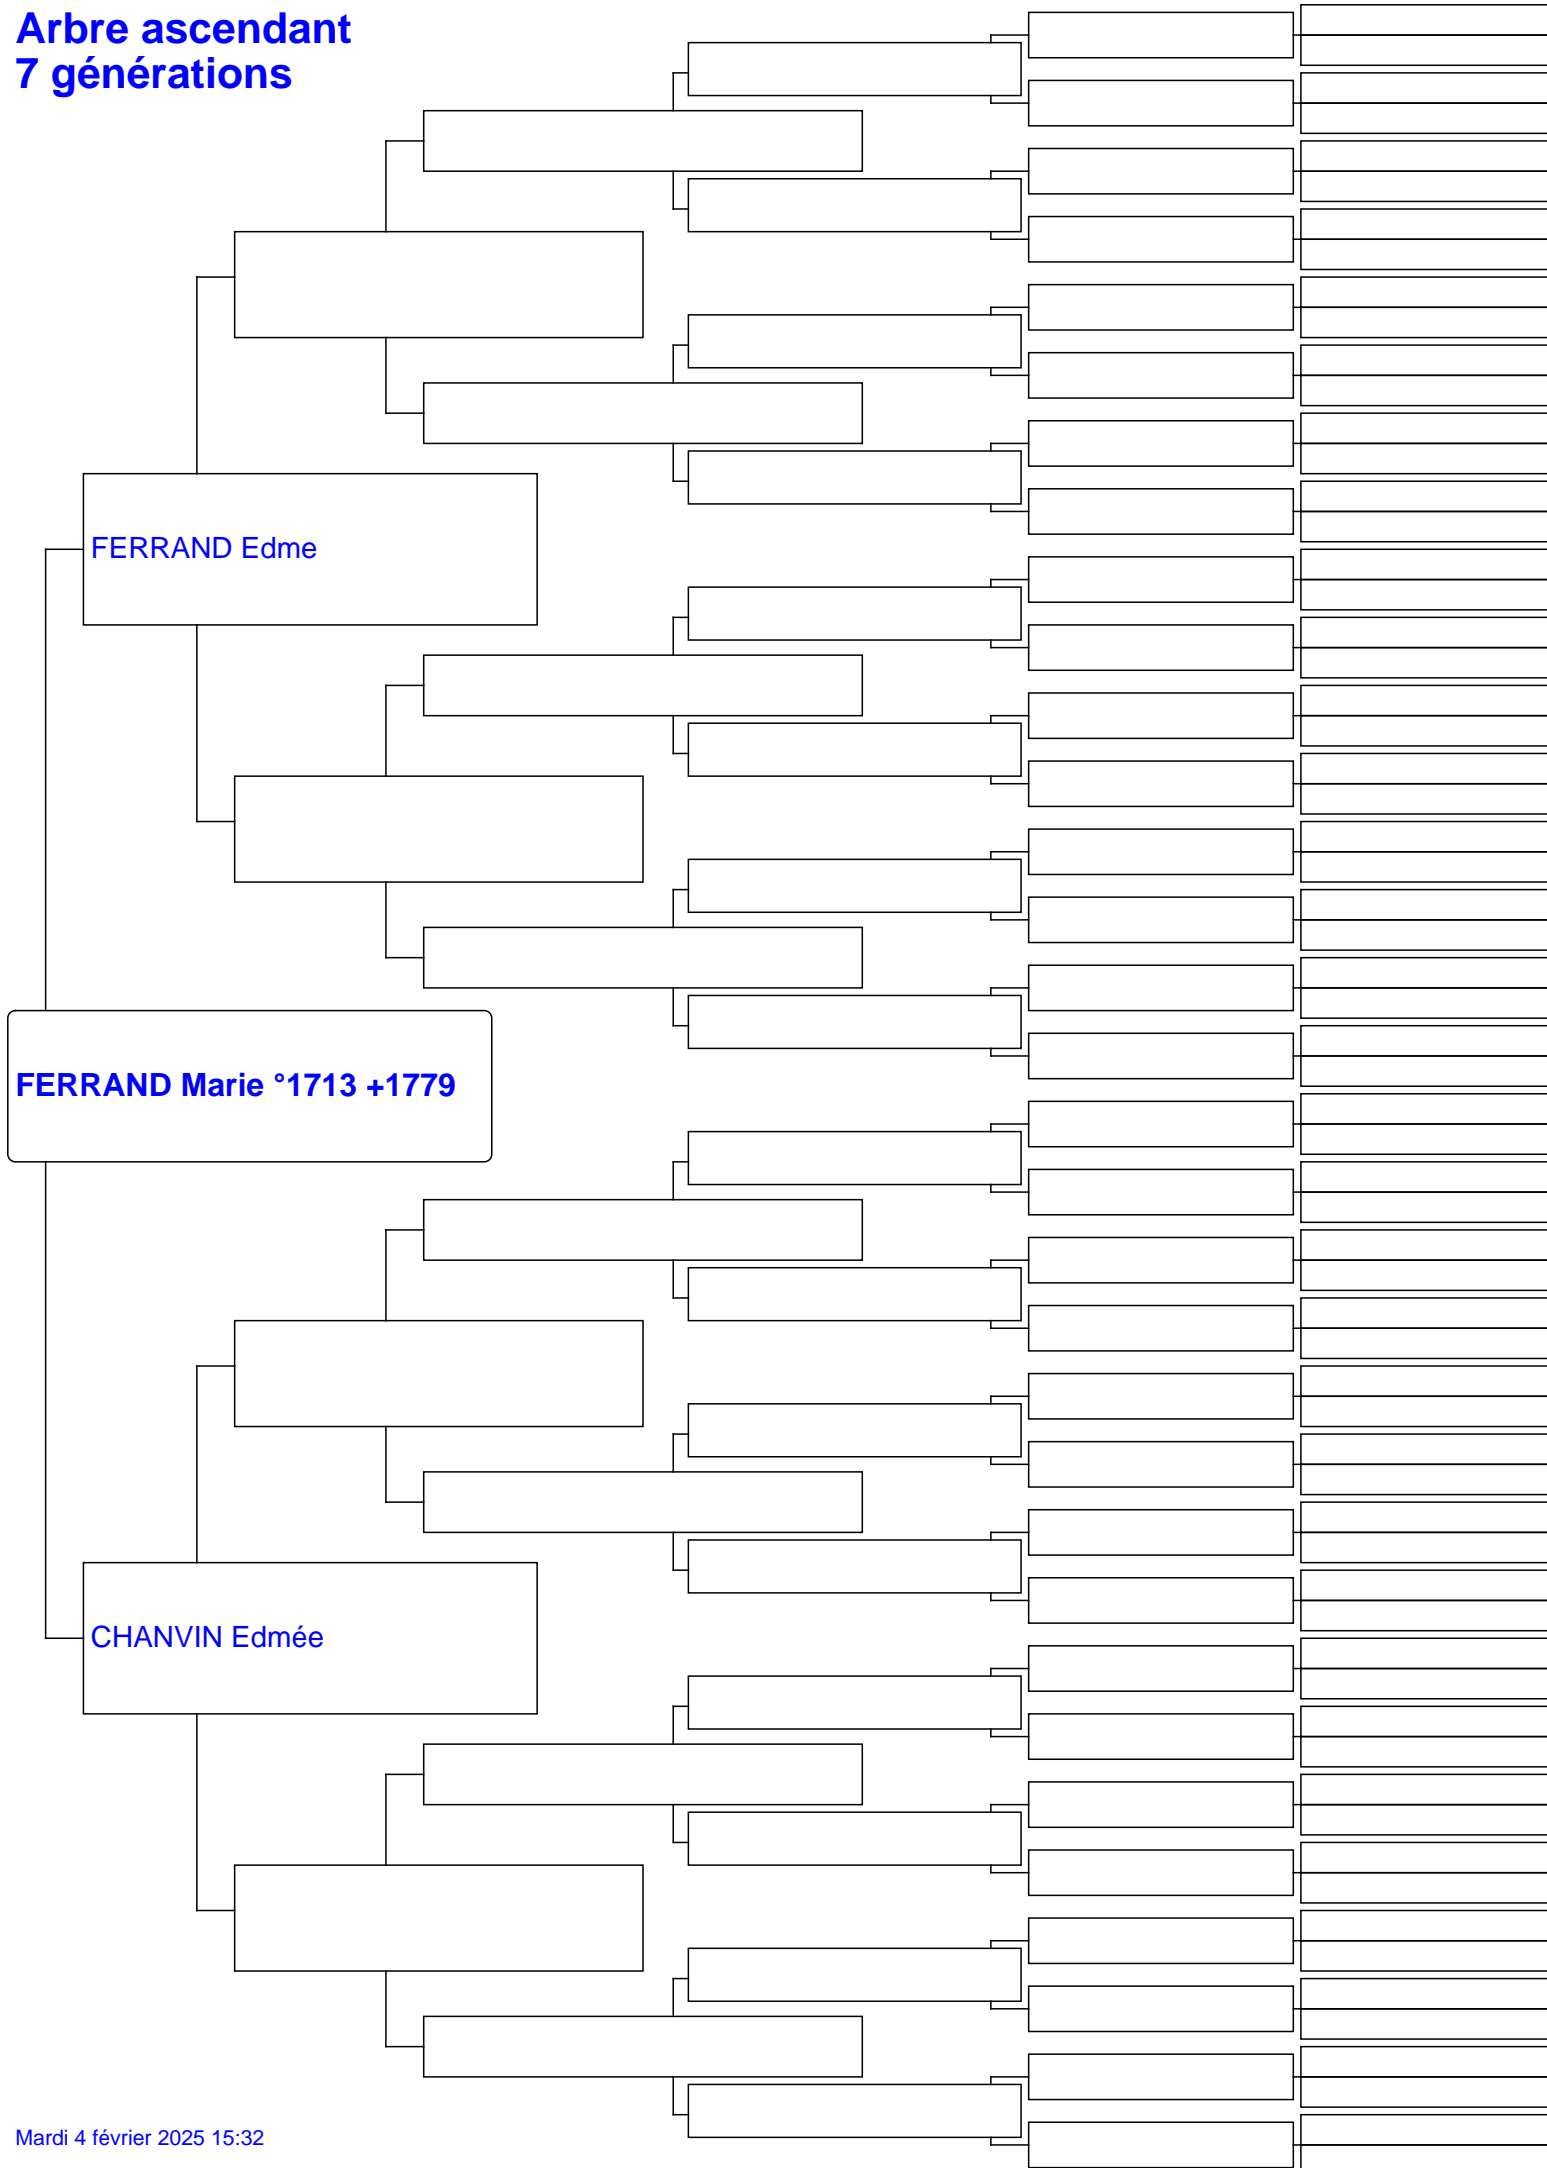 Arbre ascendant
7 générations
FERRAND Edme
FERRAND Marie °1713 +1779
CHANVIN Edmée
Mardi 4 février 2025 15:32